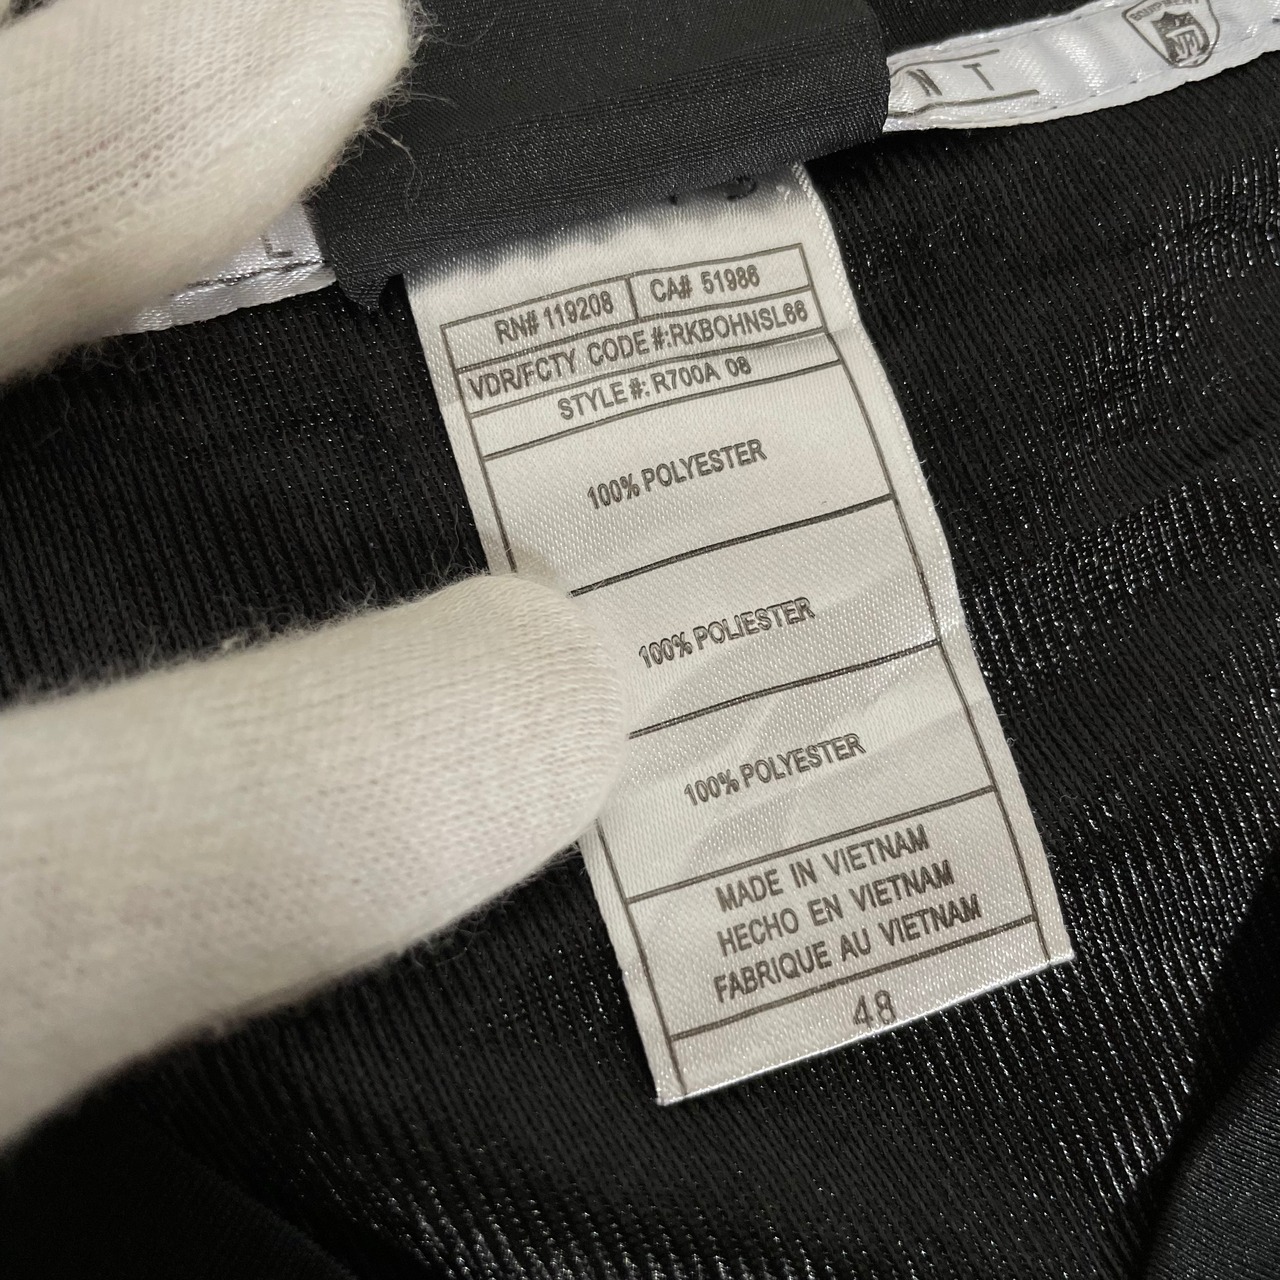 N T
NFL
L
RN# 119208 CA# 51986
VDR/FCTY CODE #:RKBOHNSL66
STYLE #: R700A 08
100% POLYESTER
100% POLIESTER
100% POLYESTER
MADE IN VIETNAM
HECHO EN VIETNAM
FABRIQUE AU VIETNAM
48